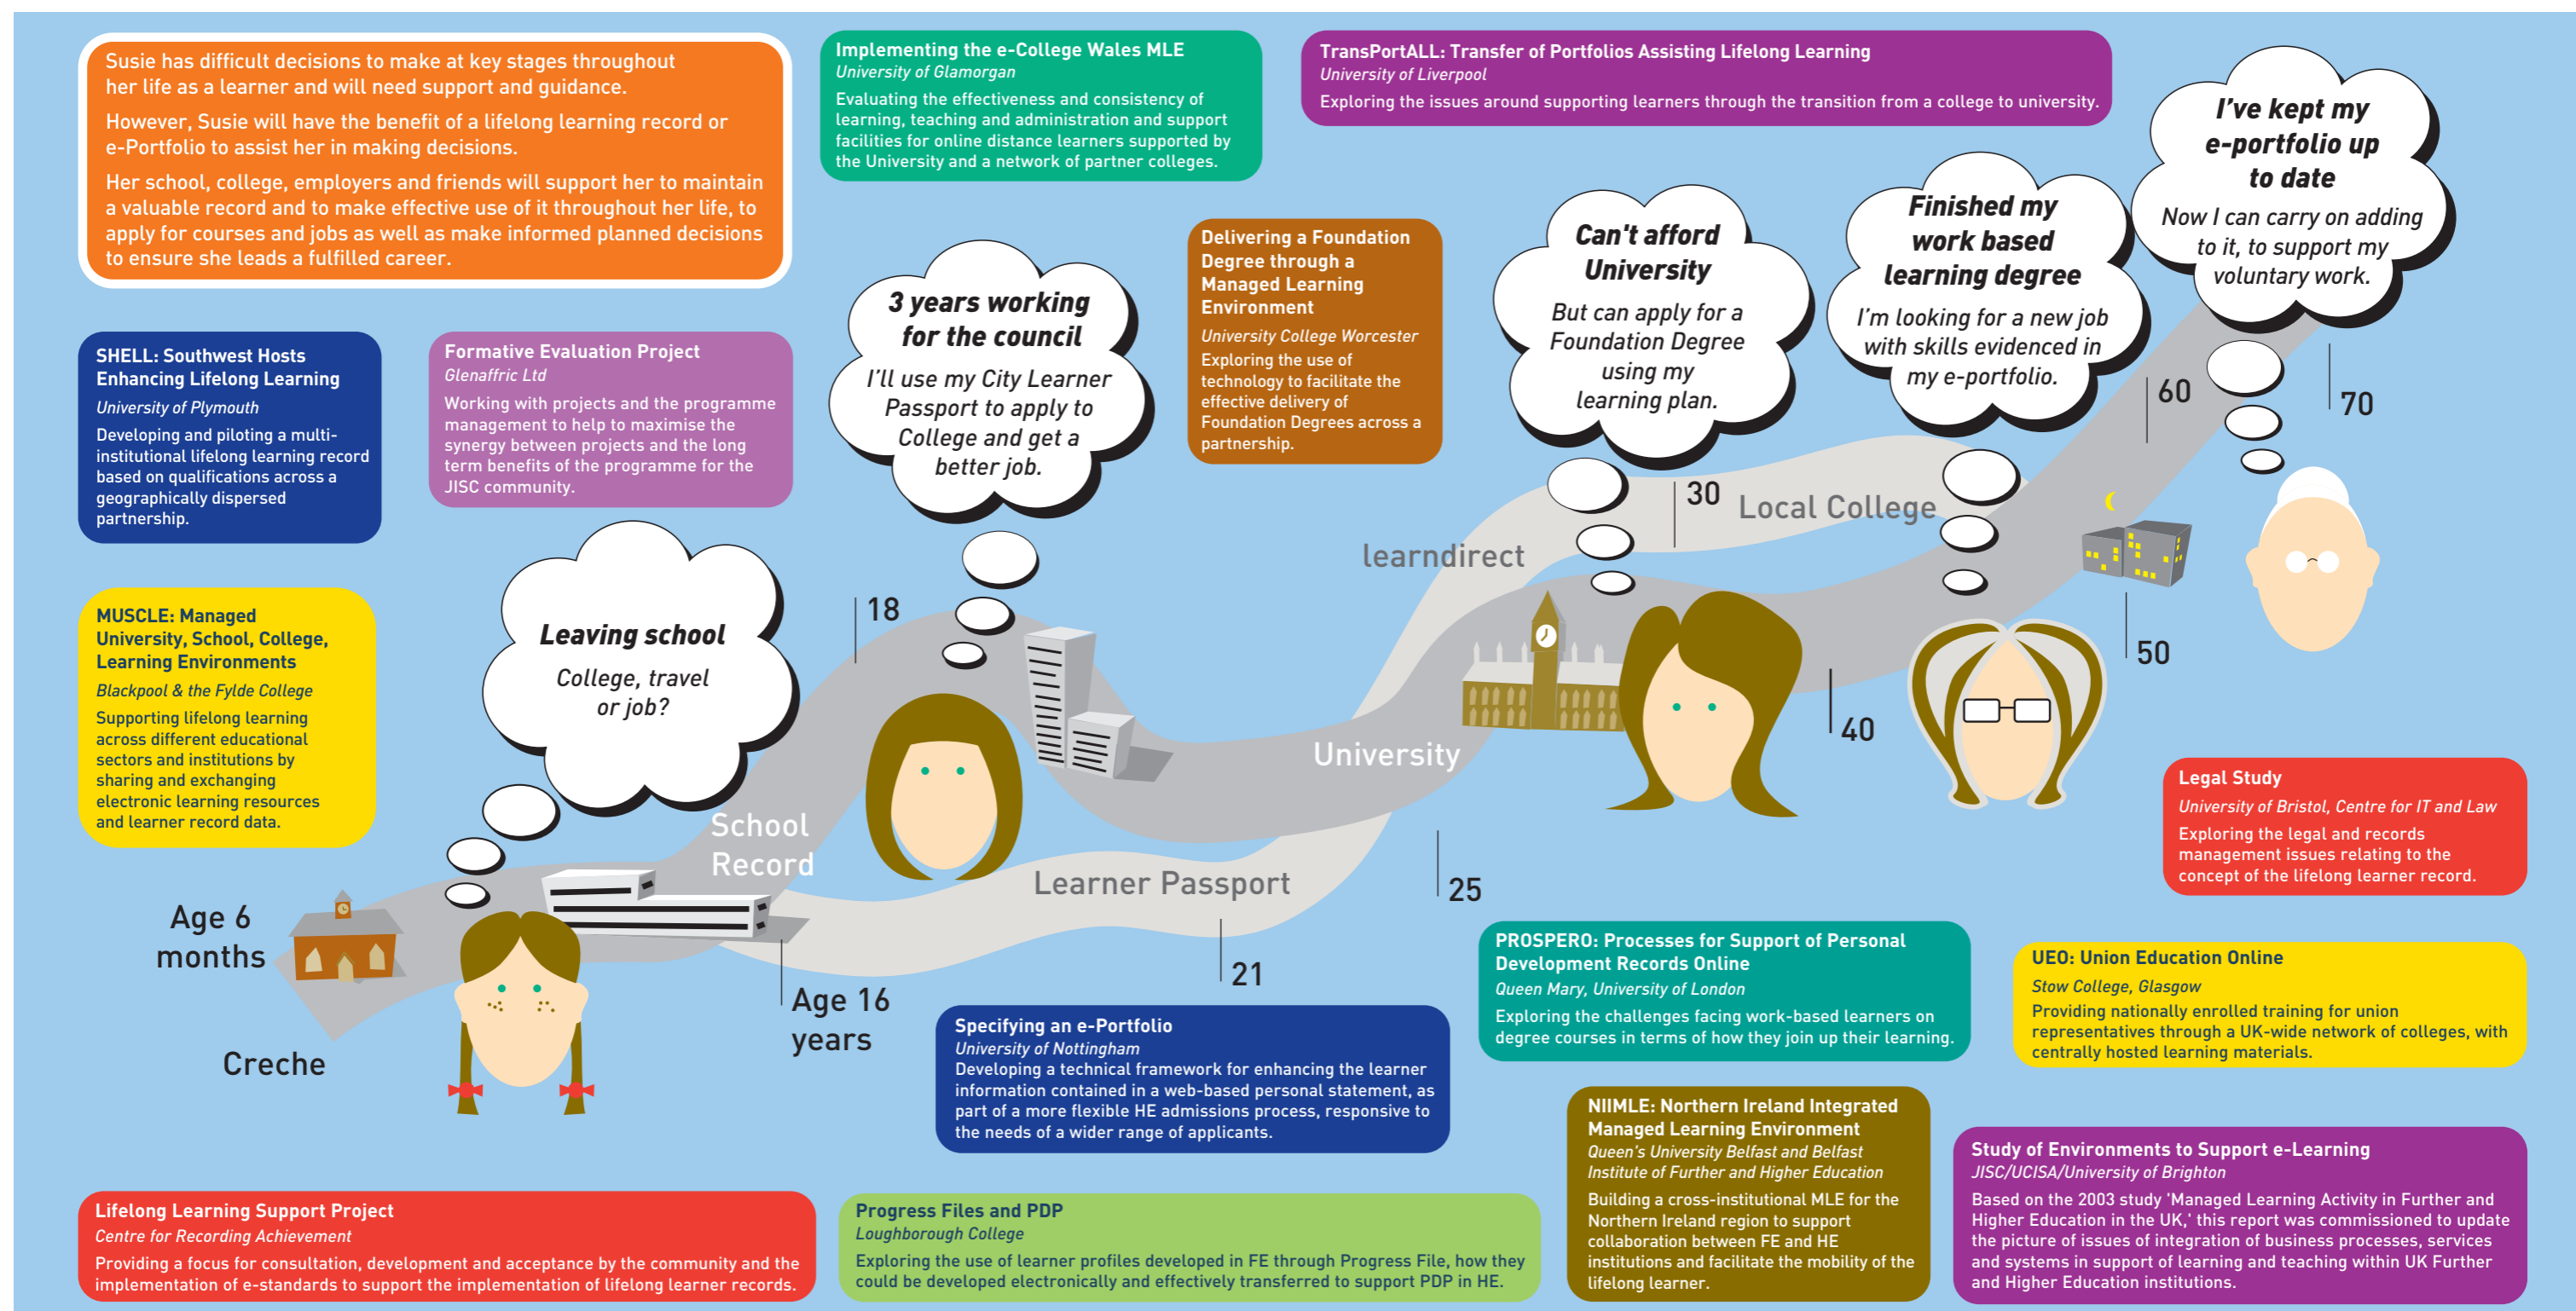 Susie has difficult decisions to make at key stages throughout
her life as a learner and will need support and guidance.
However, Susie will have the benefit of a lifelong learning record or
e-Portfolio to assist her in making decisions.
Her school, college, employers and friends will support her to maintain
a valuable record and to make effective use of it throughout her life, to
apply for courses and jobs as well as make informed planned decisions
to ensure she leads a fulfilled career.
Implementing the e-College Wales MLE
University of Glamorgan
Evaluating the effectiveness and consistency of
learning, teaching and administration and support
facilities for online distance learners supported by
the University and a network of partner colleges.
TransPortALL: Transfer of Portfolios Assisting Lifelong Learning
University of Liverpool
Exploring the issues around supporting learners through the transition from a college to university.
I've kept my
e-portfolio up
to date
Now I can carry on adding
to it, to support my
voluntary work.
Finished my
work based
learning degree
I'm looking for a new job
with skills evidenced in
my e-portfolio.
Can't afford
University
But can apply for a
Foundation Degree
using my
learning plan.
Delivering a Foundation
Degree through a
Managed Learning
Environment
University College Worcester
Exploring the use of
technology to facilitate the
effective delivery of
Foundation Degrees across a
partnership.
3 years working
for the council
I'll use my City Learner
Passport to apply to
College and get a
better job.
SHELL: Southwest Hosts
Enhancing Lifelong Learning
University of Plymouth
Developing and piloting a multi-
institutional lifelong learning record
based on qualifications across a
geographically dispersed
partnership.
Formative Evaluation Project
Glenaffric Ltd
Working with projects and the programme
management to help to maximise the
synergy between projects and the long
term benefits of the programme for the
JISC community.
MUSCLE: Managed
University, School, College,
Learning Environments
Blackpool & the Fylde College
Supporting lifelong learning
across different educational
sectors and institutions by
sharing and exchanging
electronic learning resources
and learner record data.
Leaving school
College, travel
or job?
18
30
60
70
Local College
learndirect
50
40
University
School
Record
Learner Passport
25
21
Age 6
months
Creche
Age 16
years
Legal Study
University of Bristol, Centre for IT and Law
Exploring the legal and records
management issues relating to the
concept of the lifelong learner record.
PROSPERO: Processes for Support of Personal
Development Records Online
Queen Mary, University of London
Exploring the challenges facing work-based learners on
degree courses in terms of how they join up their learning.
UEO: Union Education Online
Stow College, Glasgow
Providing nationally enrolled training for union
representatives through a UK-wide network of colleges, with
centrally hosted learning materials.
Specifying an e-Portfolio
University of Nottingham
Developing a technical framework for enhancing the learner
information contained in a web-based personal statement, as
part of a more flexible HE admissions process, responsive to
the needs of a wider range of applicants.
NIIMLE: Northern Ireland Integrated
Managed Learning Environment
Queen's University Belfast and Belfast
Institute of Further and Higher Education
Building a cross-institutional MLE for the
Northern Ireland region to support
collaboration between FE and HE
institutions and facilitate the mobility of the
lifelong learner.
Study of Environments to Support e-Learning
JISC/UCISA/University of Brighton
Based on the 2003 study 'Managed Learning Activity in Further and
Higher Education in the UK,' this report was commissioned to update
the picture of issues of integration of business processes, services
and systems in support of learning and teaching within UK Further
and Higher Education institutions.
Lifelong Learning Support Project
Centre for Recording Achievement
Providing a focus for consultation, development and acceptance by the community and the
implementation of e-standards to support the implementation of lifelong learner records.
Progress Files and PDP
Loughborough College
Exploring the use of learner profiles developed in FE through Progress File, how they
could be developed electronically and effectively transferred to support PDP in HE.